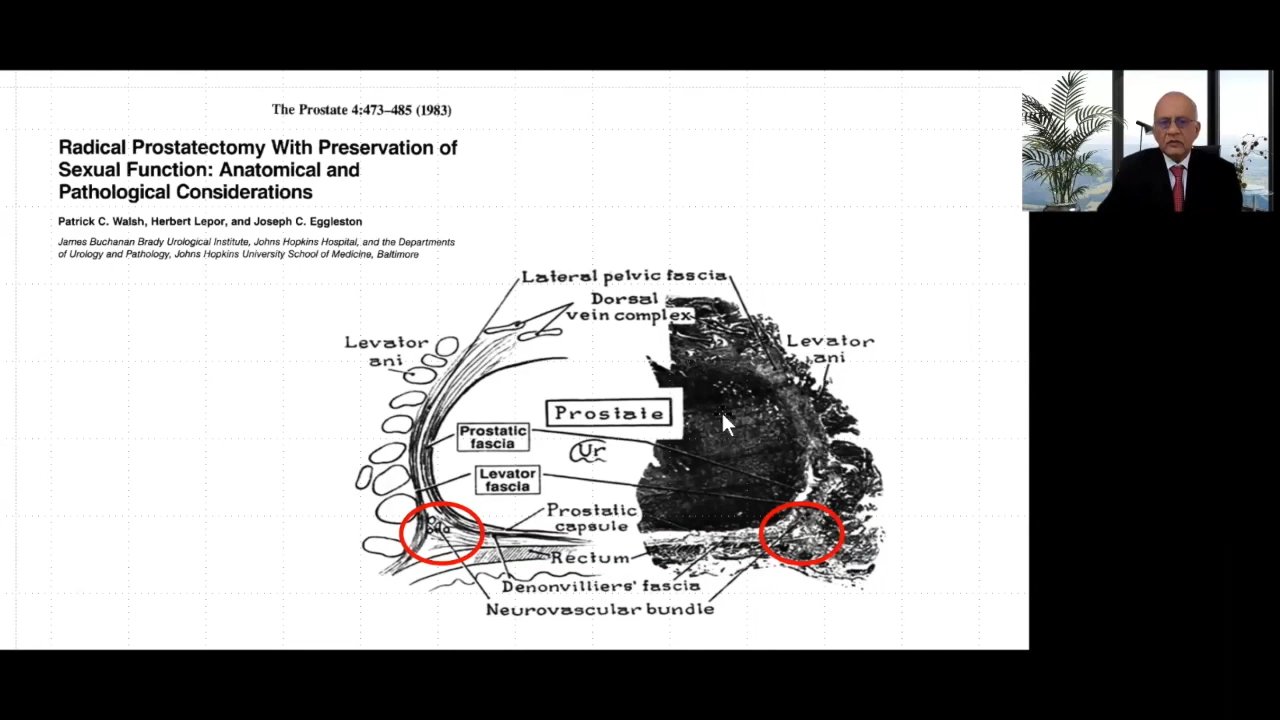 The Prostate 4:473–485 (1983)
Radical Prostatectomy With Preservation of
Sexual Function: Anatomical and
Pathological Considerations
Patrick C. Walsh, Herbert Lepor, and Joseph C. Eggleston
James Buchanan Brady Urological Institute, Johns Hopkins Hospital, and the Departments
of Urology and Pathology, Johns Hopkins University School of Medicine, Baltimore
Lateral pelvic fascia
Dorsal
vein complex
Levator
ani
Levator
ani
Prostate
Prostatic
fascia
Ur
Levator
fascia
Prostatic
capsule
Rectum
Denonvilliers' fascia
Neurovascular bundle